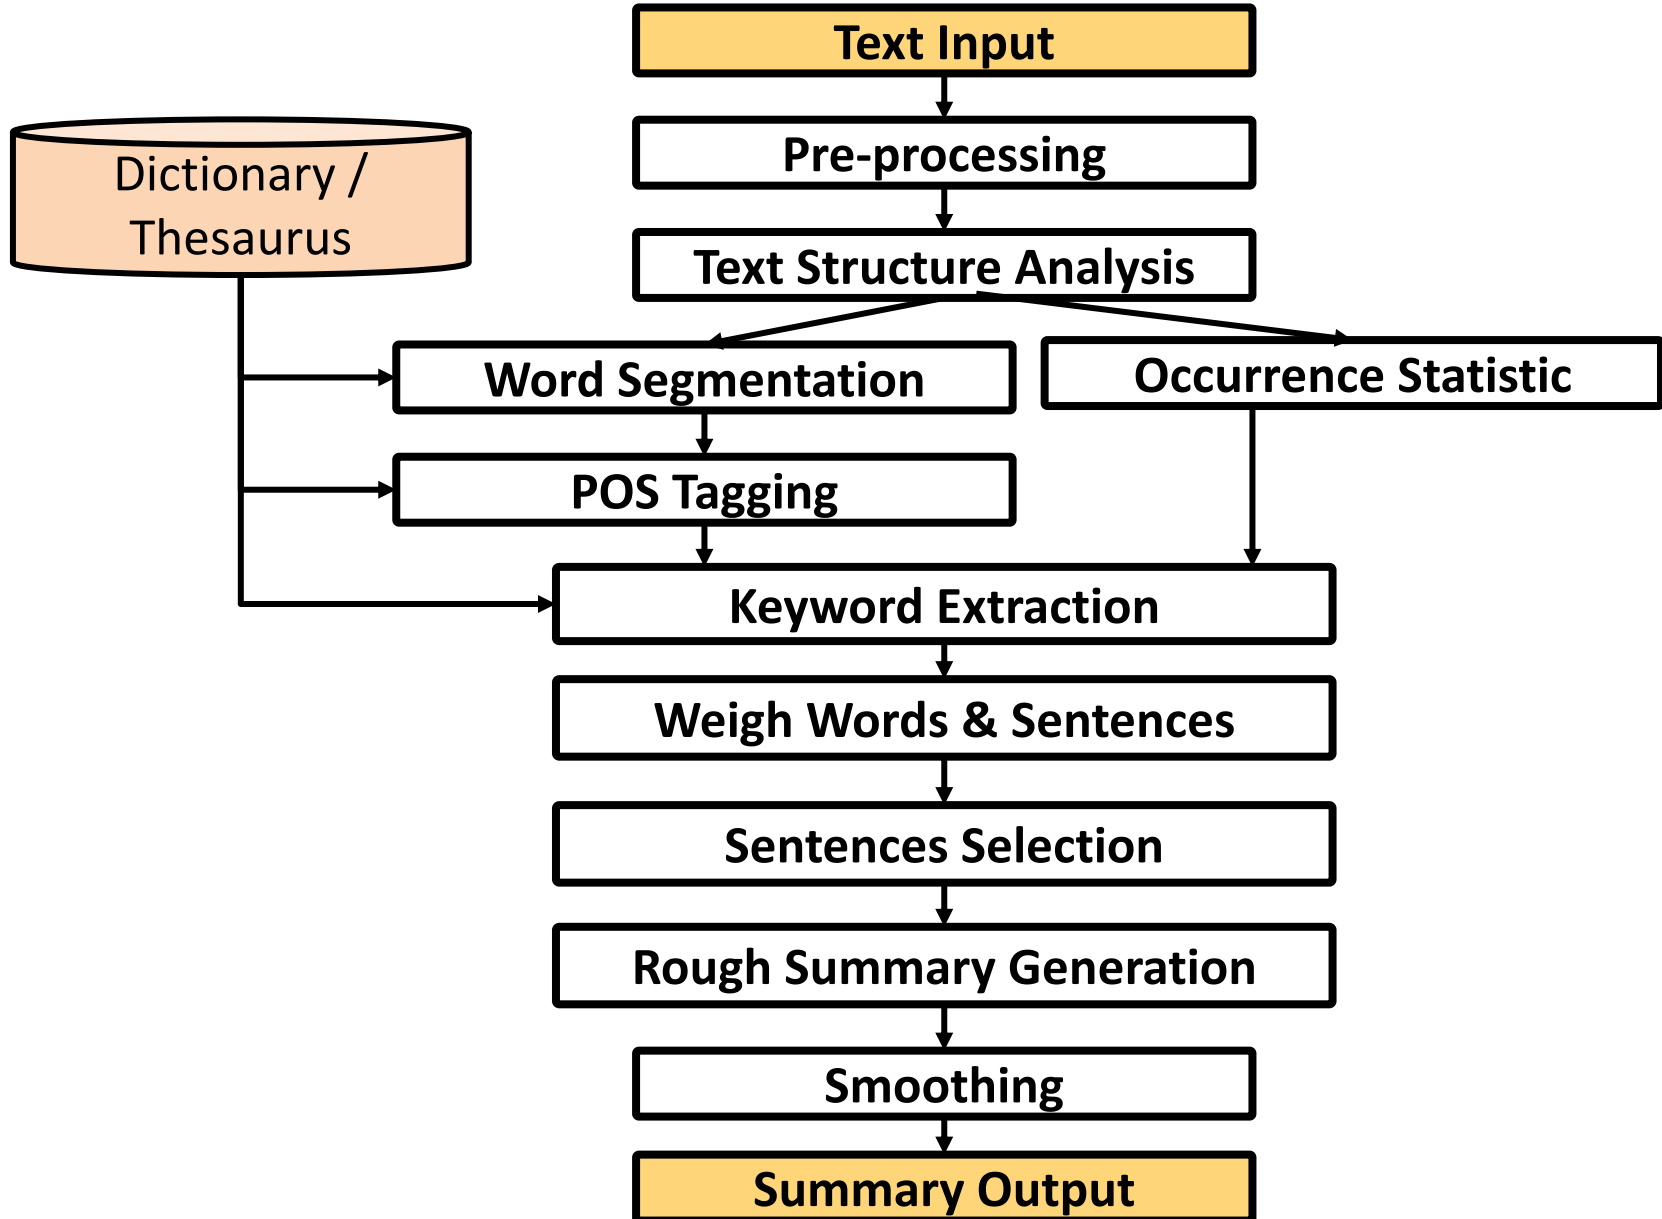 Text Input
Pre-processing
Dictionary /
Thesaurus
Text Structure Analysis
Word Segmentation
Occurrence Statistic
POS Tagging
Keyword Extraction
Weigh Words & Sentences
Sentences Selection
Rough Summary Generation
Smoothing
Summary Output